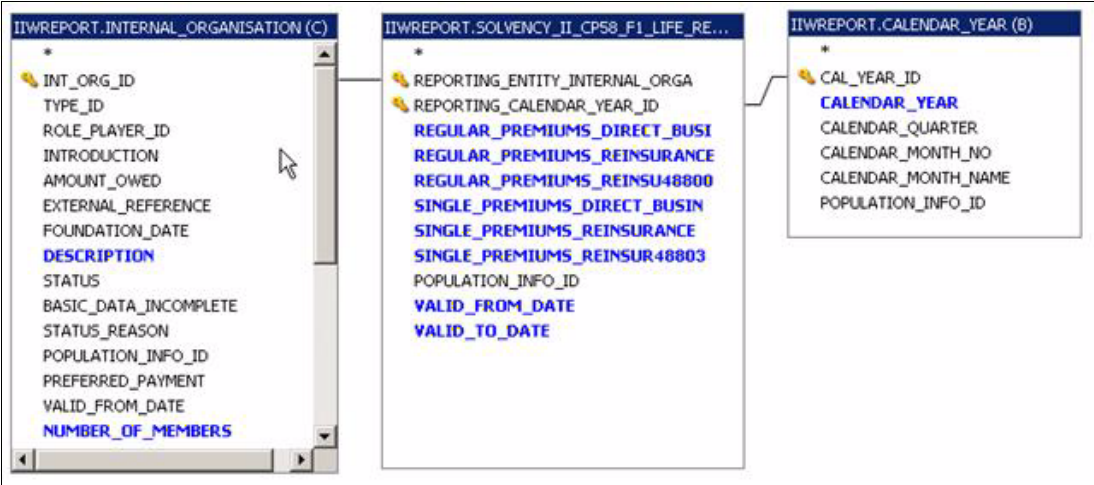 IIWREPORT.INTERNAL_ORGANISATION (C)
*
INT_ORG_ID
TYPE_ID
ROLE_PLAYER_ID
INTRODUCTION
AMOUNT_OWED
EXTERNAL_REFERENCE
FOUNDATION_DATE
DESCRIPTION
STATUS
BASIC_DATA_INCOMPLETE
STATUS_REASON
POPULATION_INFO_ID
PREFERRED_PAYMENT
VALID_FROM_DATE
NUMBER_OF_MEMBERS
IIWREPORT.SOLVENCY_II_CP58_F1_LIFE_RE...
*
REPORTING_ENTITY_INTERNAL_ORGA
REPORTING_CALENDAR_YEAR_ID
REGULAR_PREMIUMS_DIRECT_BUSI
REGULAR_PREMIUMS_REINSURANCE
REGULAR_PREMIUMS_REINSU48800
SINGLE_PREMIUMS_DIRECT_BUSIN
SINGLE_PREMIUMS_REINSURANCE
SINGLE_PREMIUMS_REINSUR48803
POPULATION_INFO_ID
VALID_FROM_DATE
VALID_TO_DATE
IIWREPORT.CALENDAR_YEAR (B)
*
CAL_YEAR_ID
CALENDAR_YEAR
CALENDAR_QUARTER
CALENDAR_MONTH_NO
CALENDAR_MONTH_NAME
POPULATION_INFO_ID